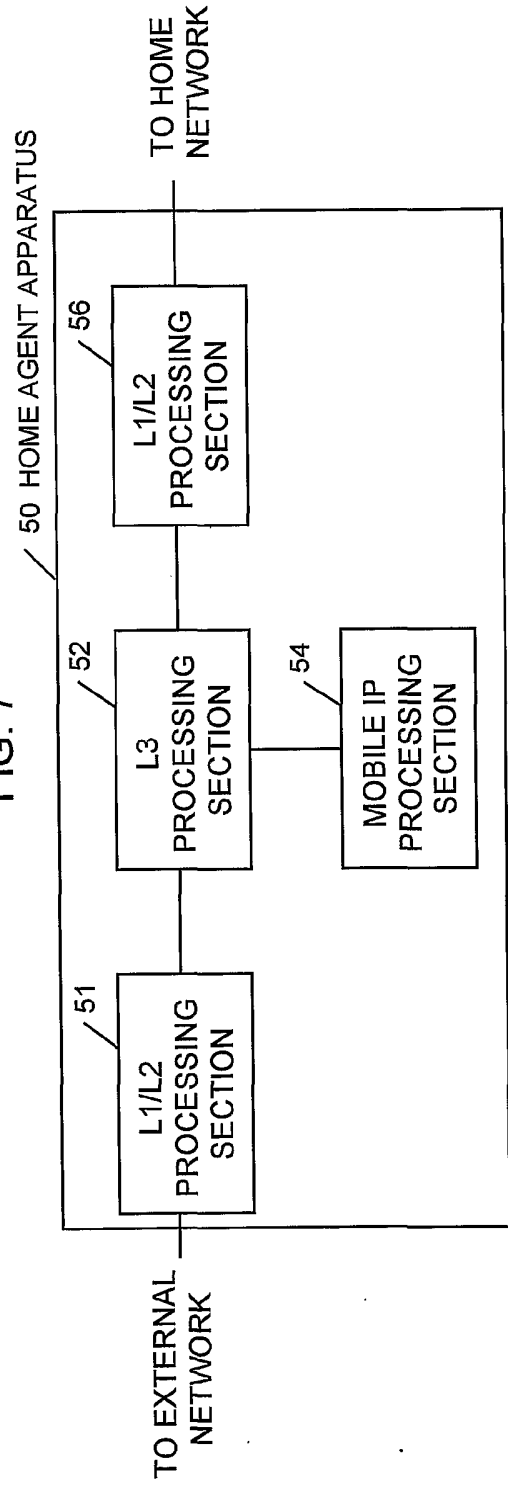 FIG. 7
50 HOME AGENT APPARATUS
TO EXTERNAL
NETWORK
51
L1/L2
PROCESSING
SECTION
52
L3
PROCESSING
SECTION
54
MOBILE IP
PROCESSING
SECTION
56
L1/L2
PROCESSING
SECTION
TO HOME
NETWORK